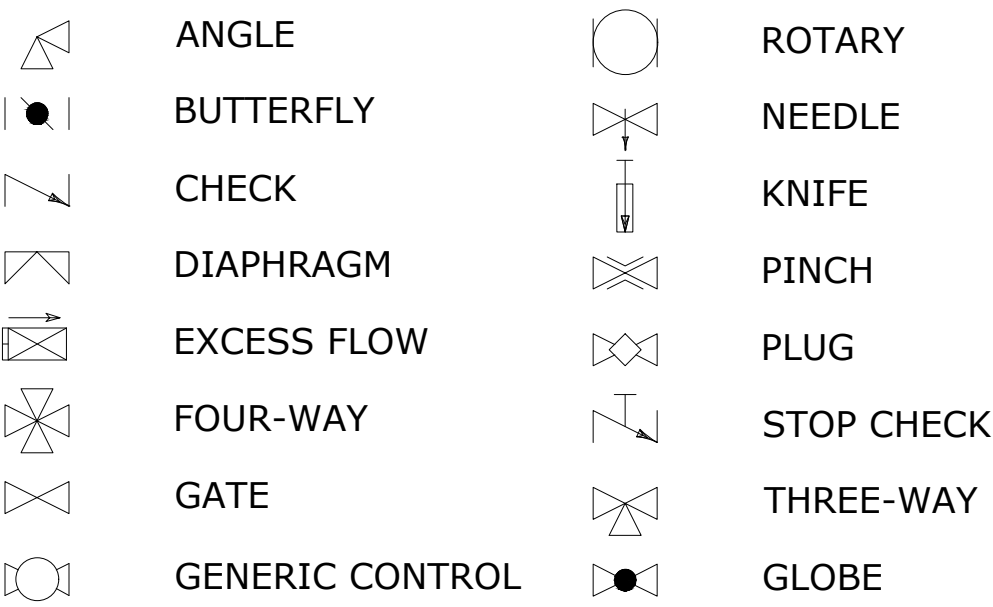 ANGLE
BUTTERFLY
CHECK
DIAPHRAGM
EXCESS FLOW
FOUR-WAY
GATE
GENERIC CONTROL
ROTARY
NEEDLE
KNIFE
PINCH
PLUG
STOP CHECK
THREE-WAY
GLOBE